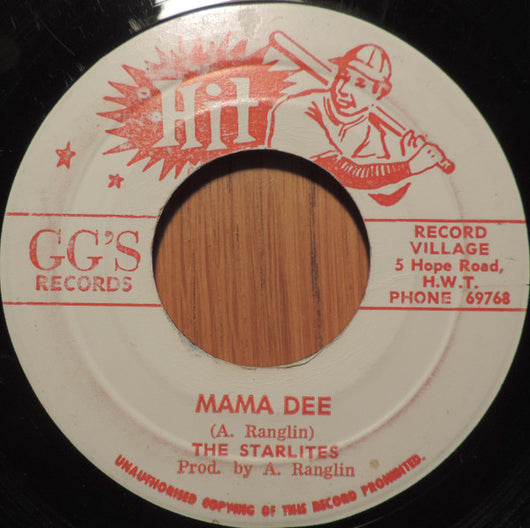 Hit
GG'S
RECORDS
RECORD
VILLAGE
5 Hope Road,
H.W.T.
PHONE 69768
MAMA DEE
(A. Ranglin)
THE STARLITES
Prod. by A. Ranglin
UNAUTHORISED COPYING OF THIS RECORD PROHIBITED.